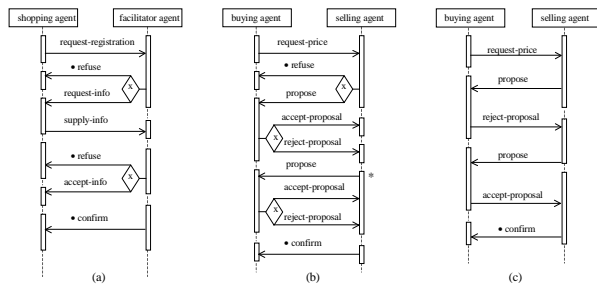 shopping agent
facilitator agent
request-registration
• refuse
x
request-info
supply-info
• refuse
x
accept-info
• confirm
(a)
buying agent
selling agent
request-price
• refuse
x
propose
accept-proposal
x
reject-proposal
propose
*
accept-proposal
x
reject-proposal
• confirm
(b)
buying agent
selling agent
request-price
propose
reject-proposal
propose
accept-proposal
• confirm
(c)